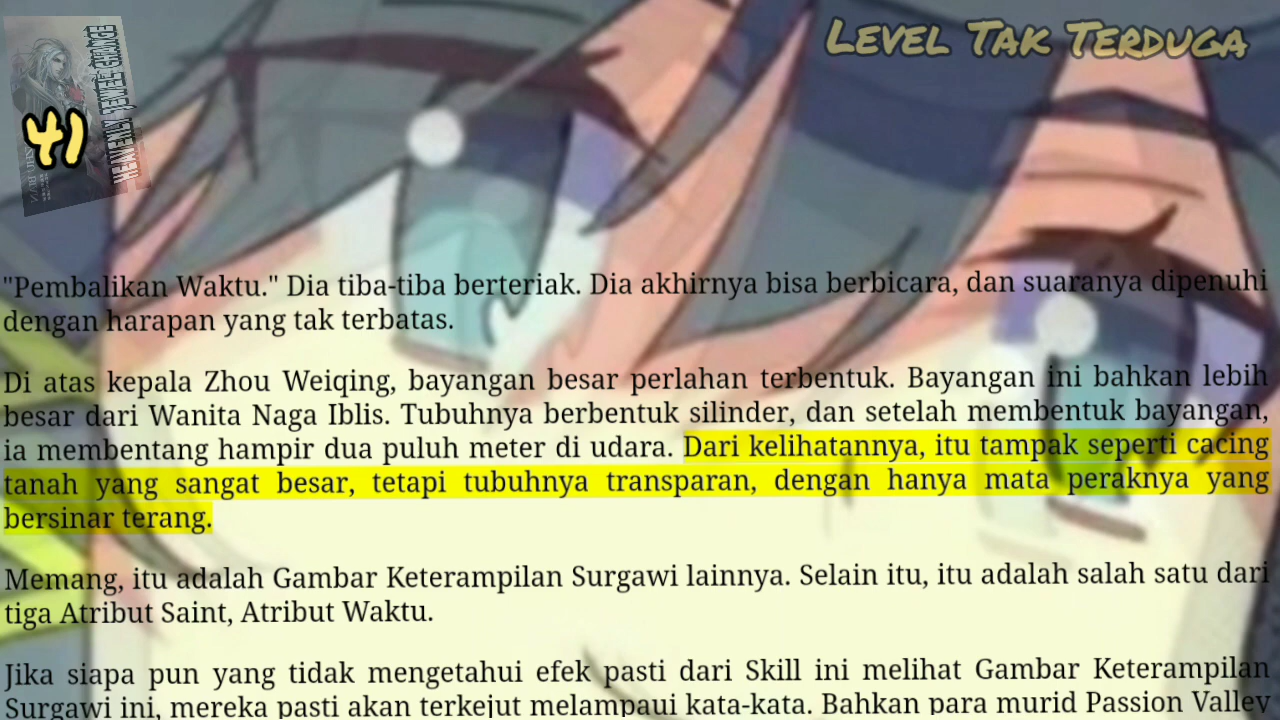 Level Tak Terduga
HEAVENLY JEWEL CHANGE
41
"Pembalikan Waktu." Dia tiba-tiba berteriak. Dia akhirnya bisa berbicara, dan suaranya dipenuhi
dengan harapan yang tak terbatas.
Di atas kepala Zhou Weiqing, bayangan besar perlahan terbentuk. Bayangan ini bahkan lebih
besar dari Wanita Naga Iblis. Tubuhnya berbentuk silinder, dan setelah membentuk bayangan,
ia membentang hampir dua puluh meter di udara. Dari kelihatannya, itu tampak seperti cacing
tanah yang sangat besar, tetapi tubuhnya transparan, dengan hanya mata peraknya yang
bersinar terang.
Memang, itu adalah Gambar Keterampilan Surgawi lainnya. Selain itu, itu adalah salah satu dari
tiga Atribut Saint, Atribut Waktu.
Jika siapa pun yang tidak mengetahui efek pasti dari Skill ini melihat Gambar Keterampilan
Surgawi ini, mereka pasti akan terkejut melampaui kata-kata. Bahkan para murid Passion Valley